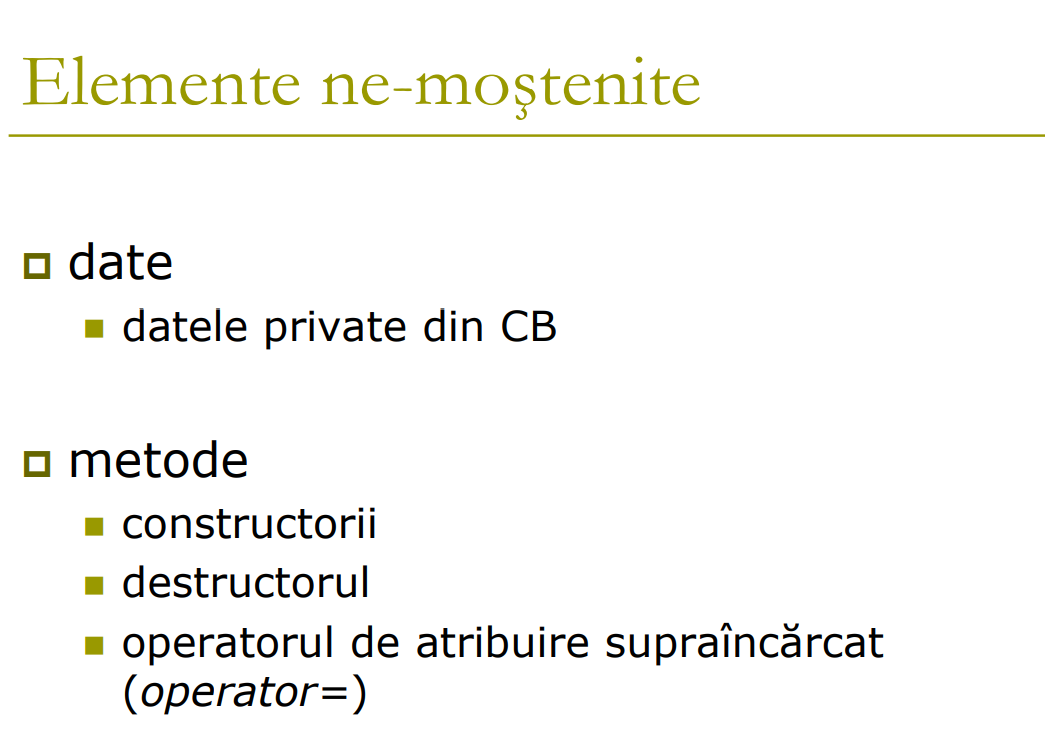 Elemente ne-moştenite
date
datele private din CB
metode
constructorii
destructorul
operatorul de atribuire supraîncărcat
(operator=)